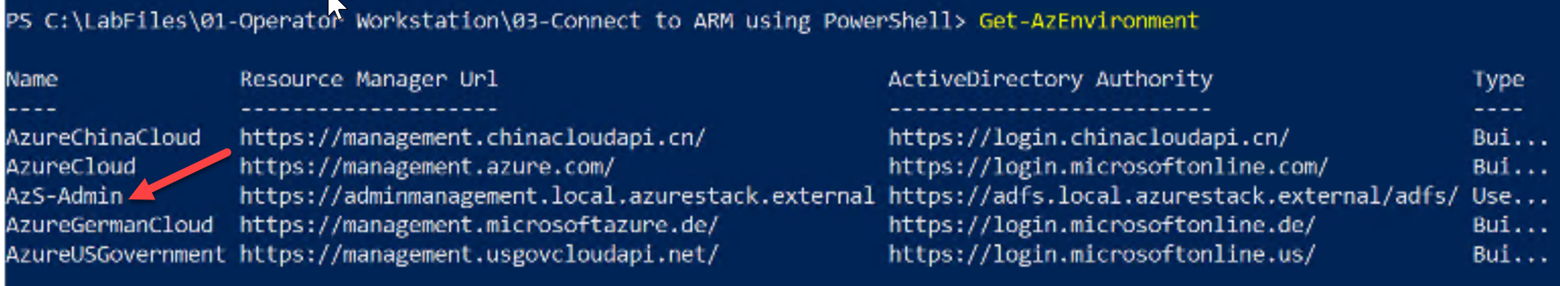 PS C:\LabFiles\01-Operator Workstation\03-Connect to ARM using PowerShell> Get-AzEnvironment
Name Resource Manager Url ActiveDirectory Authority Type
---- -------------------- ------------------------- ----
AzureChinaCloud https://management.chinacloudapi.cn/ https://login.chinacloudapi.cn/ Bui...
AzureCloud https://management.azure.com/ https://login.microsoftonline.com/ Bui...
AzS-Admin https://adminmanagement.local.azurestack.external https://adfs.local.azurestack.external/adfs/ Use...
AzureGermanCloud https://management.microsoftazure.de/ https://login.microsoftonline.de/ Bui...
AzureUSGovernment https://management.usgovcloudapi.net/ https://login.microsoftonline.us/ Bui...